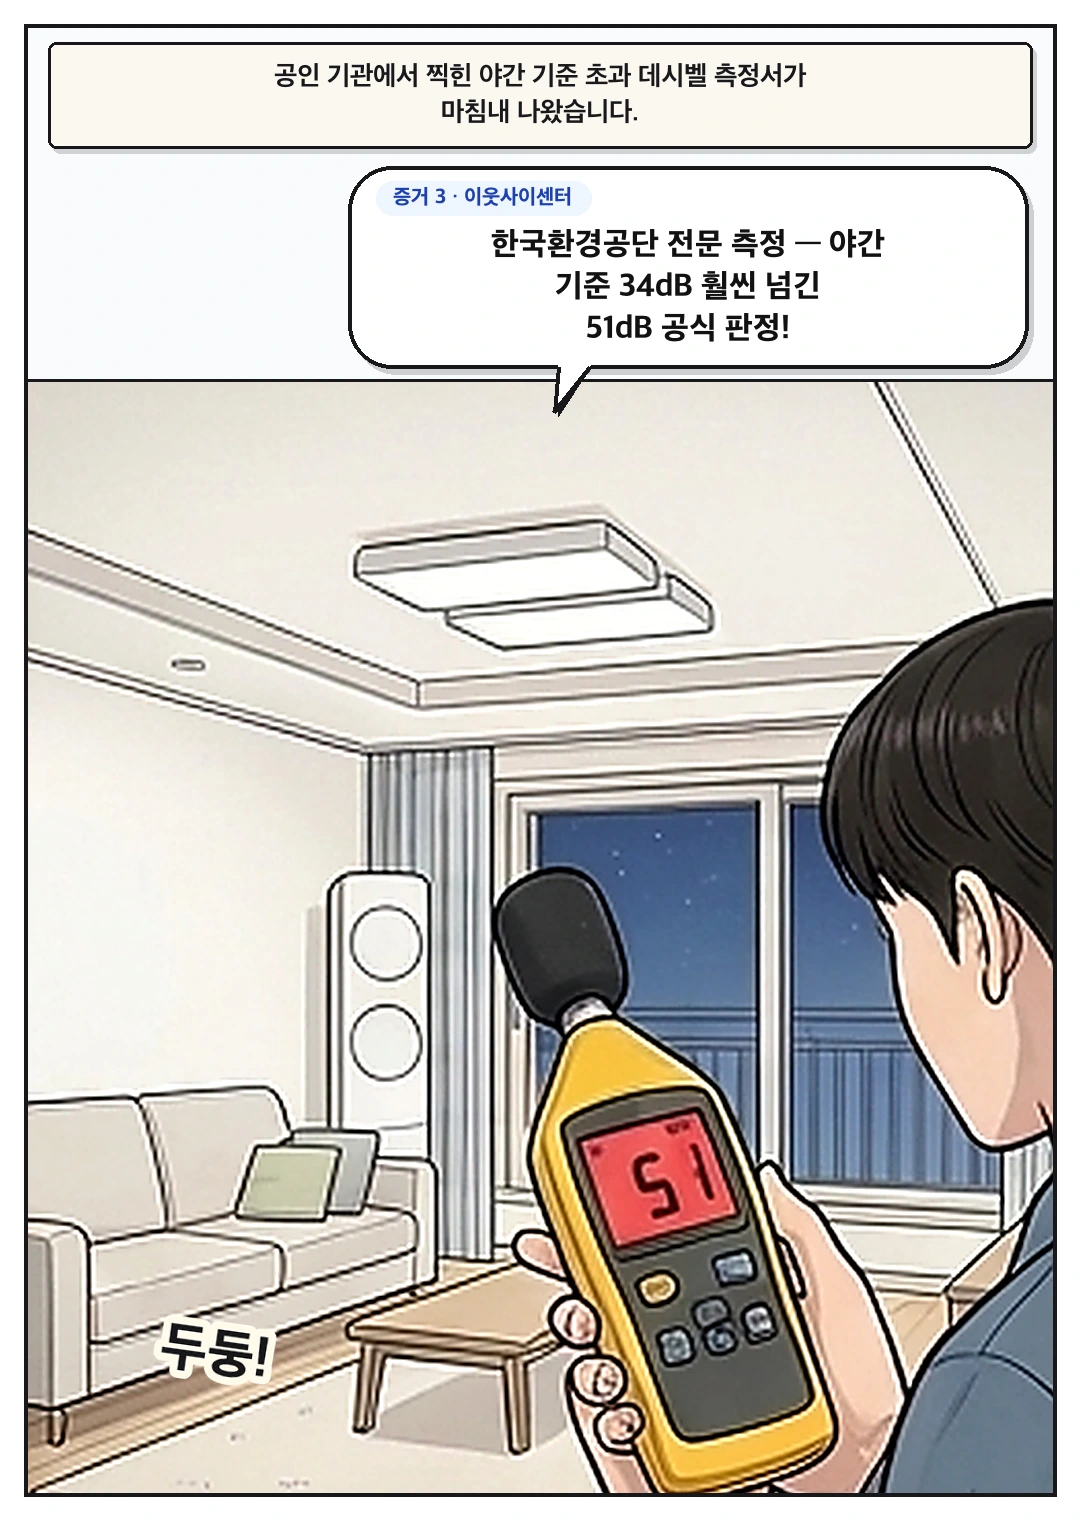 공인 기관에서 찍힌 야간 기준 초과 데시벨 측정서가
마침내 나왔습니다.
증거 3 · 이웃사이센터
한국환경공단 전문 측정 — 야간
기준 34dB 훨씬 넘긴
51dB 공식 판정!
51
두둥!